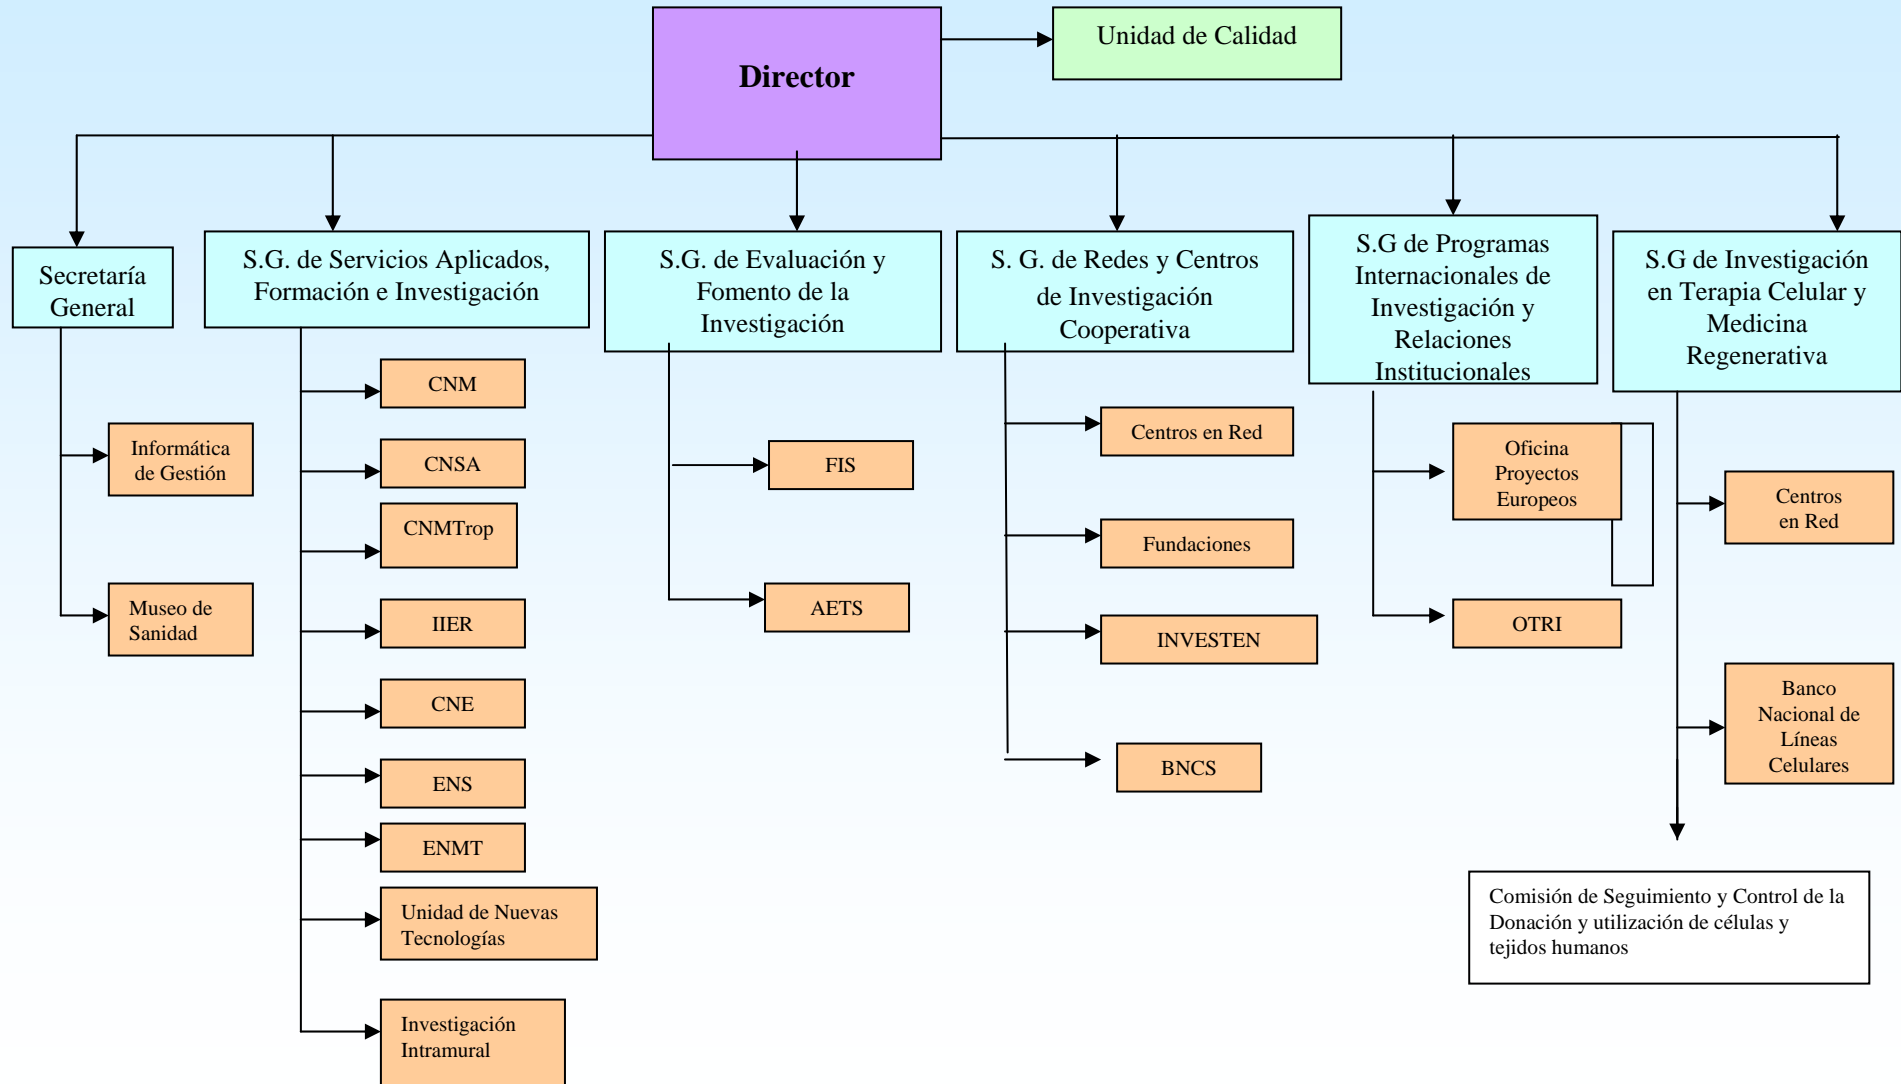 Director
Unidad de Calidad
Secretaría
General
Informática
de Gestión
Museo de
Sanidad
S.G. de Servicios Aplicados,
Formación e Investigación
CNM
CNSA
CNMTrop
IIER
CNE
ENS
ENMT
Unidad de Nuevas
Tecnologías
Investigación
Intramural
S.G. de Evaluación y
Fomento de la
Investigación
FIS
AETS
S. G. de Redes y Centros
de Investigación
Cooperativa
Centros en Red
Fundaciones
INVESTEN
BNCS
S.G de Programas
Internacionales de
Investigación y
Relaciones
Institucionales
Oficina
Proyectos
Europeos
OTRI
S.G de Investigación
en Terapia Celular y
Medicina
Regenerativa
Centros
en Red
Banco
Nacional de
Líneas
Celulares
Comisión de Seguimiento y Control de la
Donación y utilización de células y
tejidos humanos